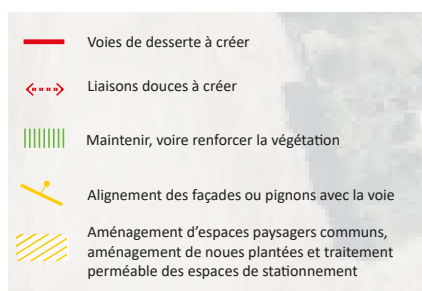 Voies de desserte à créer
Liaisons douces à créer
Maintenir, voire renforcer la végétation
Alignement des façades ou pignons avec la voie
Aménagement d'espaces paysagers communs,
aménagement de noues plantées et traitement
perméable des espaces de stationnement